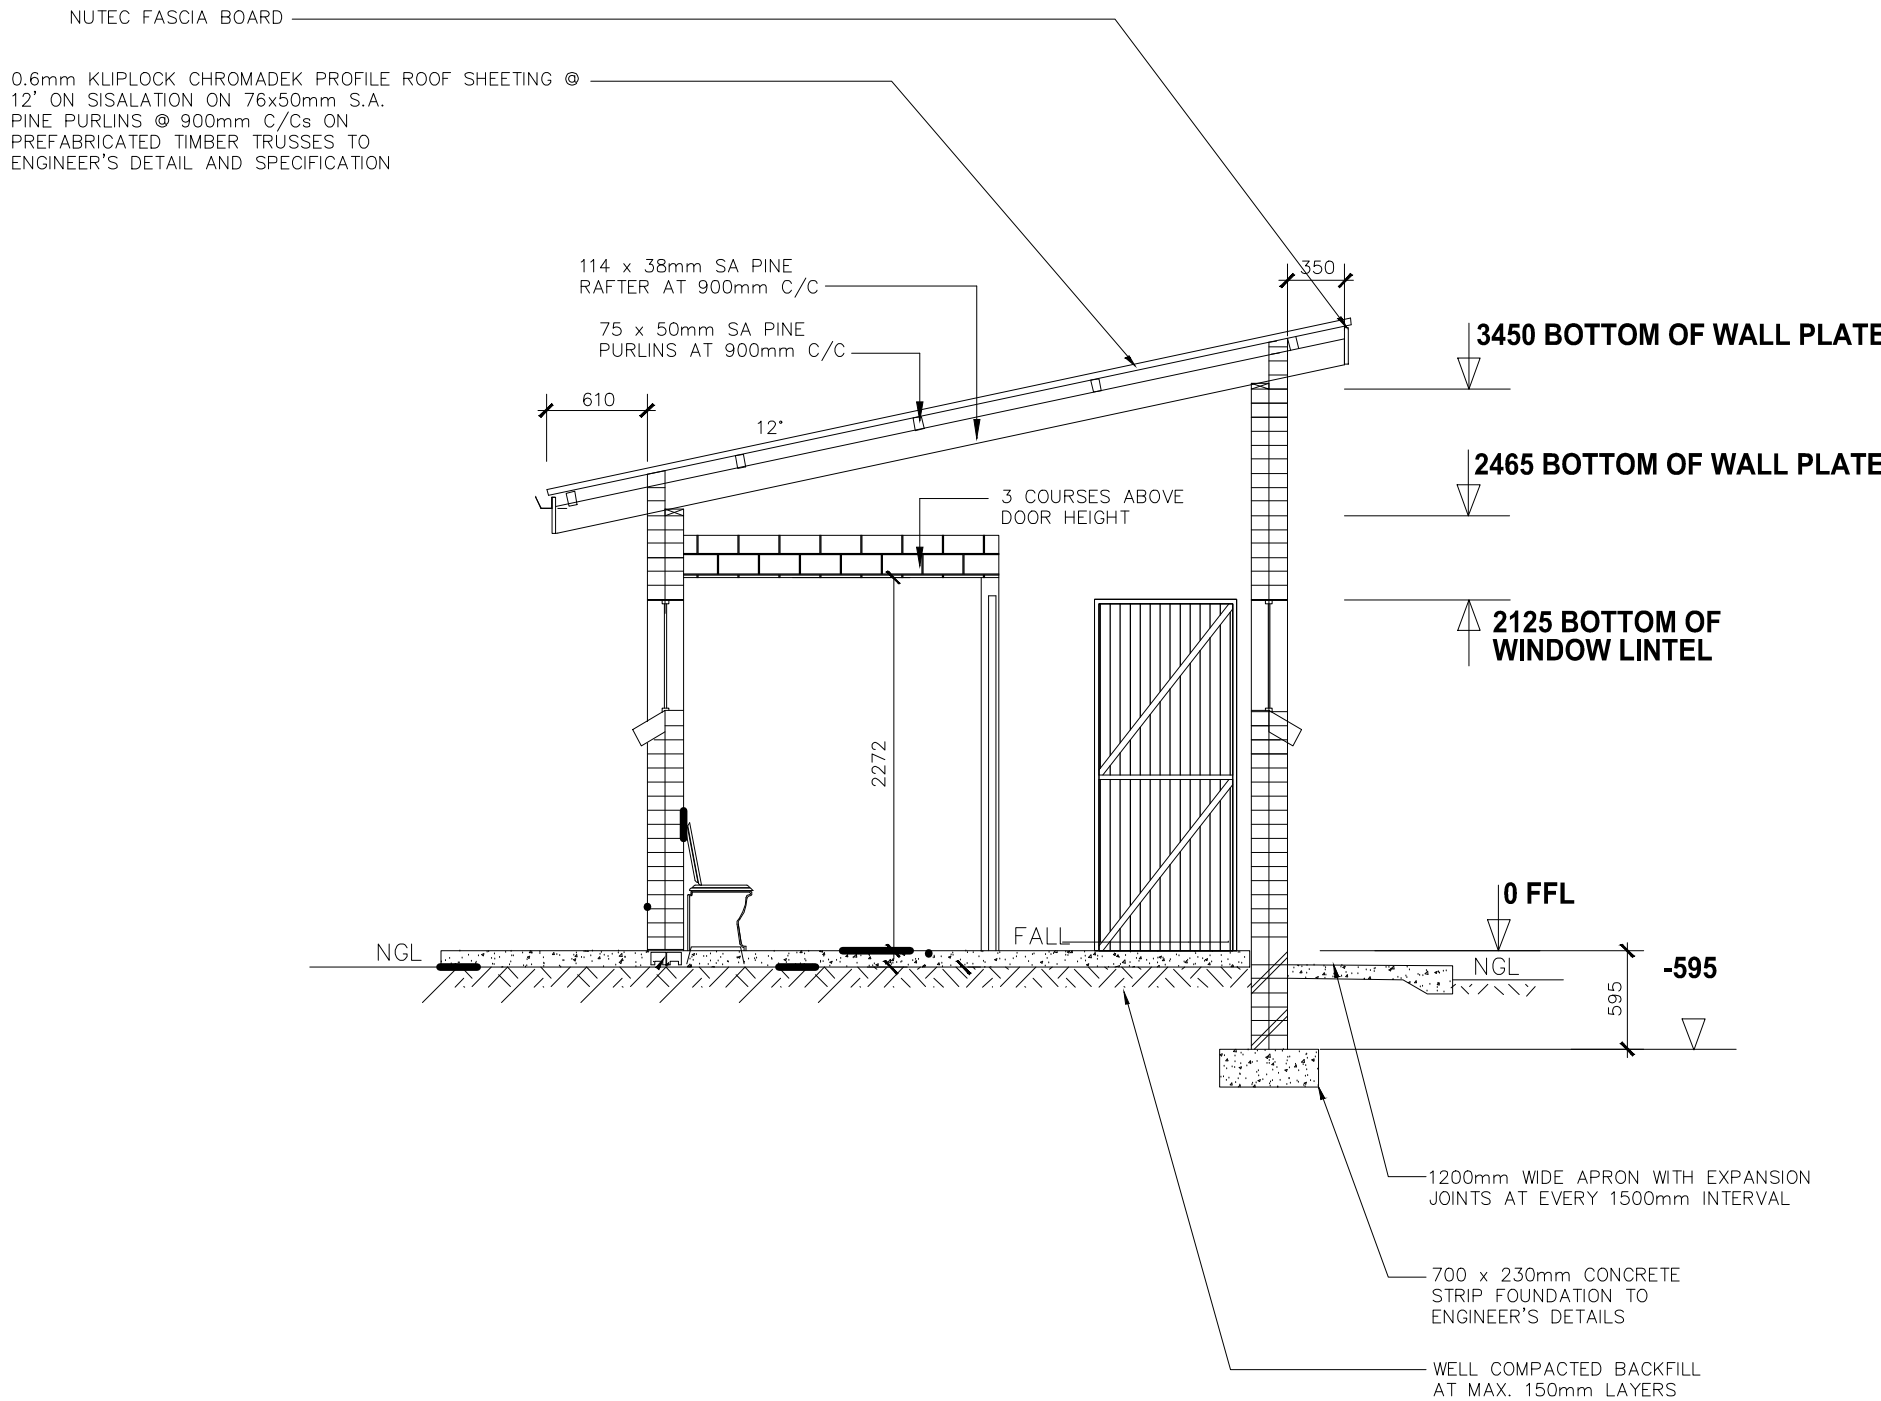 NUTEC FASCIA BOARD
0.6mm KLIPLOCK CHROMADEK PROFILE ROOF SHEETING @
12' ON SISALATION ON 76x50mm S.A.
PINE PURLINS @ 900mm C/Cs ON
PREFABRICATED TIMBER TRUSSES TO
ENGINEER'S DETAIL AND SPECIFICATION
114 x 38mm SA PINE
RAFTER AT 900mm C/C
75 x 50mm SA PINE
PURLINS AT 900mm C/C
350
3450 BOTTOM OF WALL PLATE
610
12°
2465 BOTTOM OF WALL PLATE
3 COURSES ABOVE
DOOR HEIGHT
2125 BOTTOM OF
WINDOW LINTEL
2272
0 FFL
FALL
NGL
NGL
-595
595
1200mm WIDE APRON WITH EXPANSION
JOINTS AT EVERY 1500mm INTERVAL
700 x 230mm CONCRETE
STRIP FOUNDATION TO
ENGINEER'S DETAILS
WELL COMPACTED BACKFILL
AT MAX. 150mm LAYERS